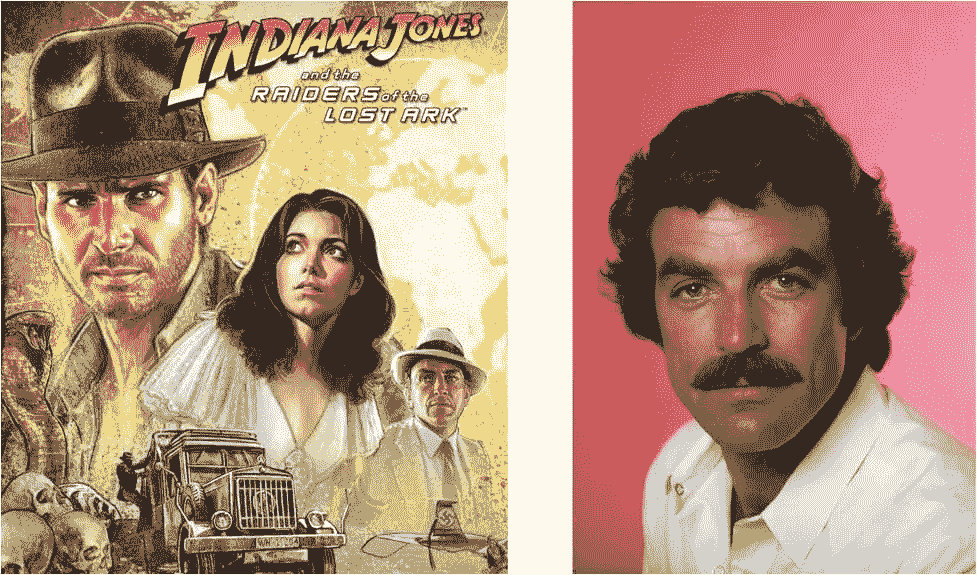 INDIANA JONES
and the
RAIDERS of the
LOST ARK™